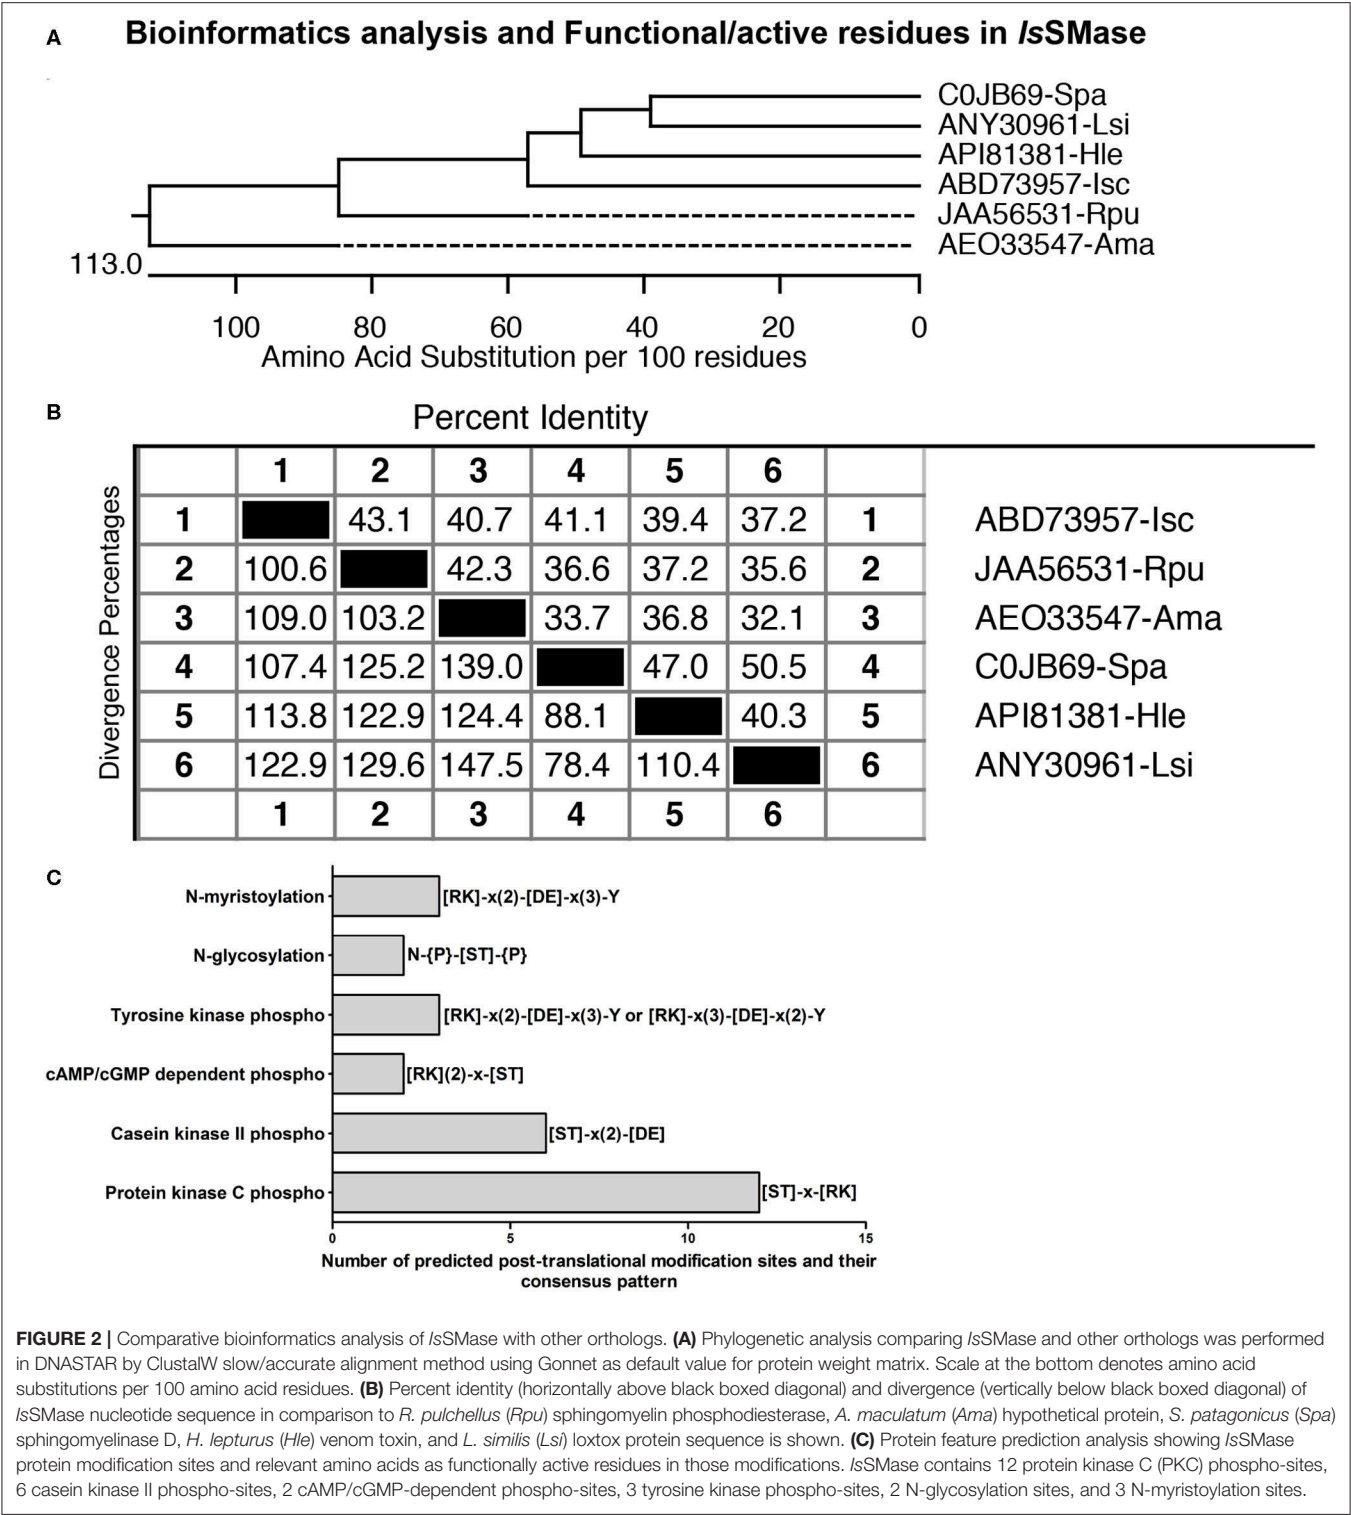 A
Bioinformatics analysis and Functional/active residues in IsSMase
C0JB69-Spa
ANY30961-Lsi
API81381-Hle
ABD73957-Isc
JAA56531-Rpu
AEO33547-Ama
113.0
100 80 60 40 20 0
Amino Acid Substitution per 100 residues
B
Percent Identity
Divergence Percentages
1 2 3 4 5 6
1 43.1 40.7 41.1 39.4 37.2 1 ABD73957-Isc
2 100.6 42.3 36.6 37.2 35.6 2 JAA56531-Rpu
3 109.0 103.2 33.7 36.8 32.1 3 AEO33547-Ama
4 107.4 125.2 139.0 47.0 50.5 4 C0JB69-Spa
5 113.8 122.9 124.4 88.1 40.3 5 API81381-Hle
6 122.9 129.6 147.5 78.4 110.4 6 ANY30961-Lsi
1 2 3 4 5 6
C
N-myristoylation [RK]-x(2)-[DE]-x(3)-Y
N-glycosylation N-{P}-[ST]-{P}
Tyrosine kinase phospho [RK]-x(2)-[DE]-x(3)-Y or [RK]-x(3)-[DE]-x(2)-Y
cAMP/cGMP dependent phospho [RK](2)-x-[ST]
Casein kinase II phospho [ST]-x(2)-[DE]
Protein kinase C phospho [ST]-x-[RK]
0 5 10 15
Number of predicted post-translational modification sites and their
consensus pattern
FIGURE 2 | Comparative bioinformatics analysis of IsSMase with other orthologs. (A) Phylogenetic analysis comparing IsSMase and other orthologs was performed
in DNASTAR by ClustalW slow/accurate alignment method using Gonnet as default value for protein weight matrix. Scale at the bottom denotes amino acid
substitutions per 100 amino acid residues. (B) Percent identity (horizontally above black boxed diagonal) and divergence (vertically below black boxed diagonal) of
IsSMase nucleotide sequence in comparison to R. pulchellus (Rpu) sphingomyelin phosphodiesterase, A. maculatum (Ama) hypothetical protein, S. patagonicus (Spa)
sphingomyelinase D, H. lepturus (Hle) venom toxin, and L. similis (Lsi) loxtox protein sequence is shown. (C) Protein feature prediction analysis showing IsSMase
protein modification sites and relevant amino acids as functionally active residues in those modifications. IsSMase contains 12 protein kinase C (PKC) phospho-sites,
6 casein kinase II phospho-sites, 2 cAMP/cGMP-dependent phospho-sites, 3 tyrosine kinase phospho-sites, 2 N-glycosylation sites, and 3 N-myristoylation sites.